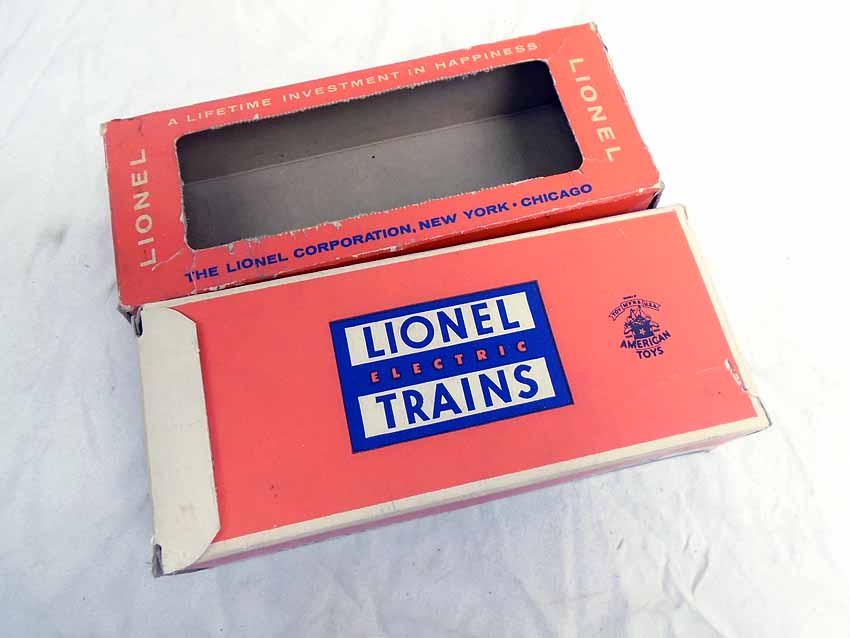 A LIFETIME INVESTMENT IN HAPPINESS
LIONEL
LIONEL
THE LIONEL CORPORATION, NEW YORK • CHICAGO
LIONEL
ELECTRIC
TRAINS
AMERICAN
TOYS